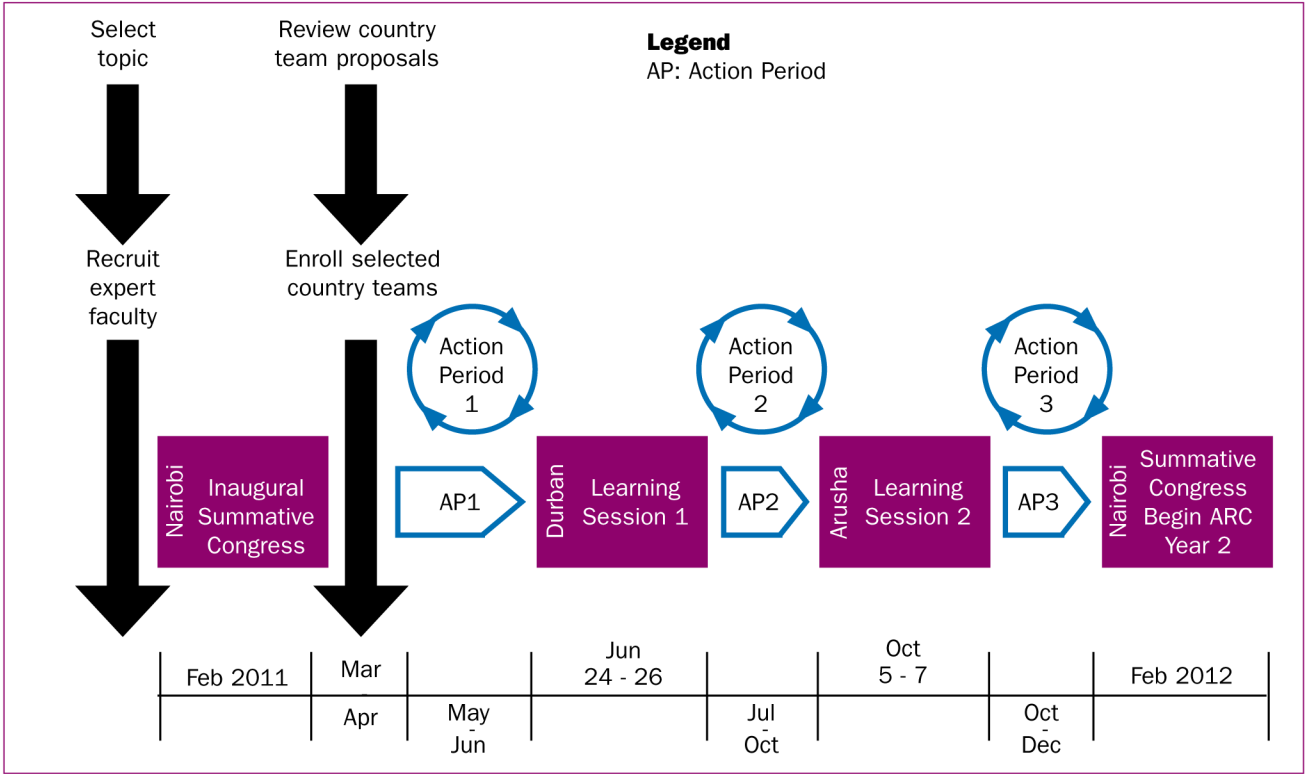 Select
topic
Review country
team proposals
Legend
AP: Action Period
Recruit
expert
faculty
Enroll selected
country teams
Action
Period
1
Action
Period
2
Action
Period
3
Nairobi
Inaugural
Summative
Congress
AP1
Durban
Learning
Session 1
AP2
Arusha
Learning
Session 2
AP3
Nairobi
Summative
Congress
Begin ARC
Year 2
Feb 2011
Mar
-
Apr
May
-
Jun
Jun
24 - 26
Jul
-
Oct
Oct
5 - 7
Oct
-
Dec
Feb 2012